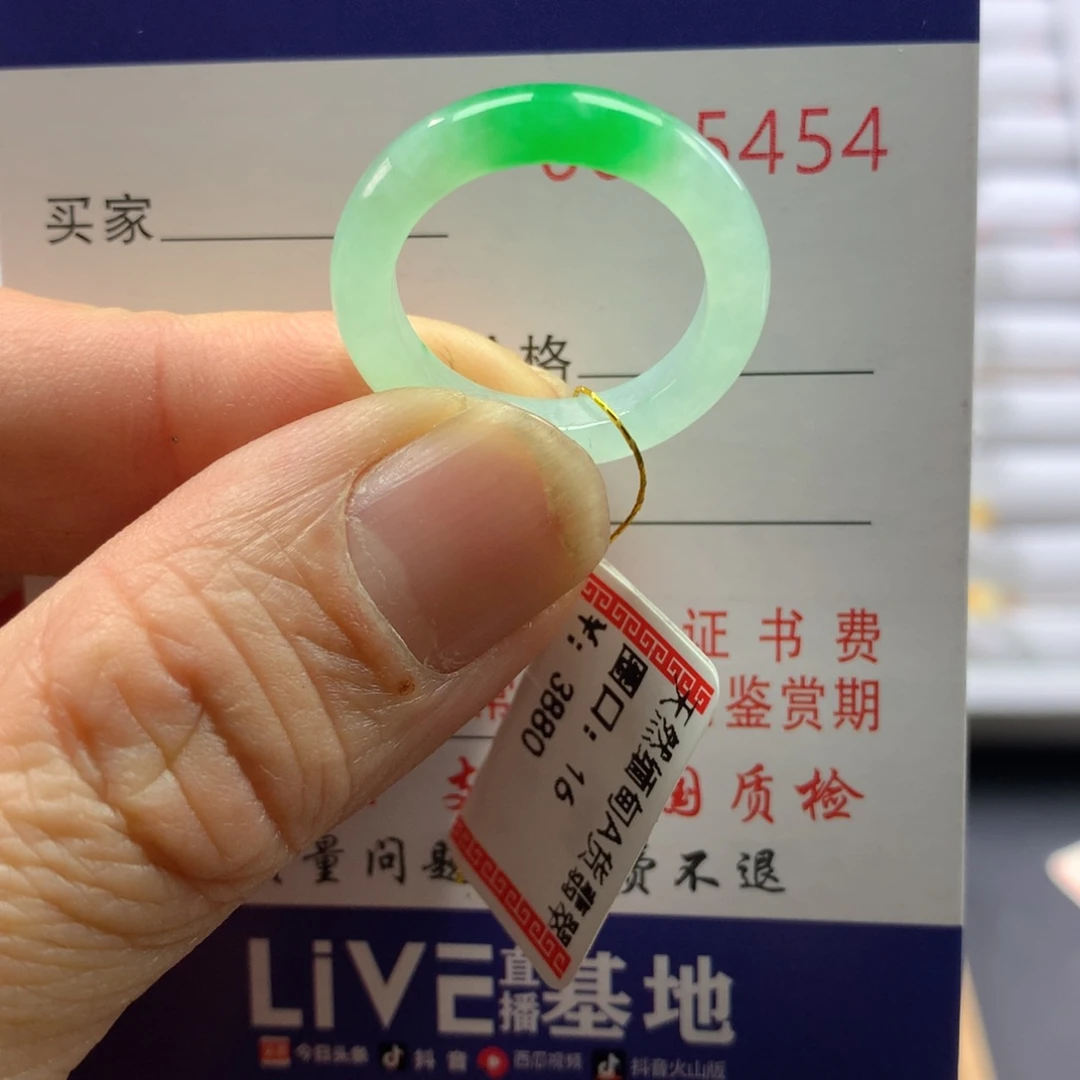 5454
买家
格
证书费
鉴赏期
国质检
量问题
费不退
天然缅甸A货翡翠
圈口：16
¥：3880
LiVE直播基地
今日头条 抖音 西瓜视频 抖音火山版